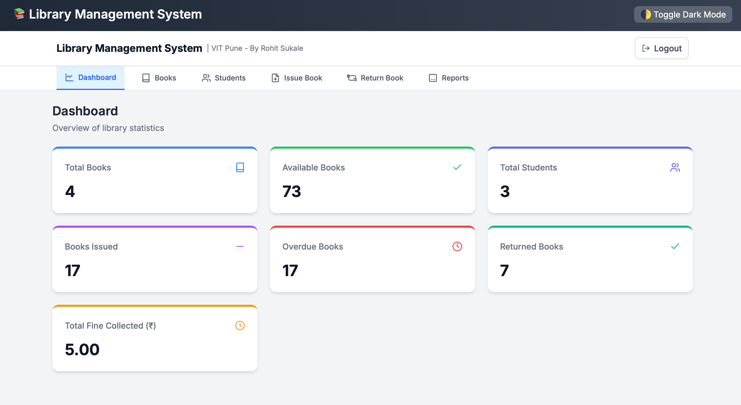 📚 Library Management System
🌗 Toggle Dark Mode
Library Management System | VIT Pune - By Rohit Sukale
Logout
Dashboard Books Students Issue Book Return Book Reports
Dashboard
Overview of library statistics
Total Books
4
Available Books
73
Total Students
3
Books Issued
17
Overdue Books
17
Returned Books
7
Total Fine Collected (₹)
5.00